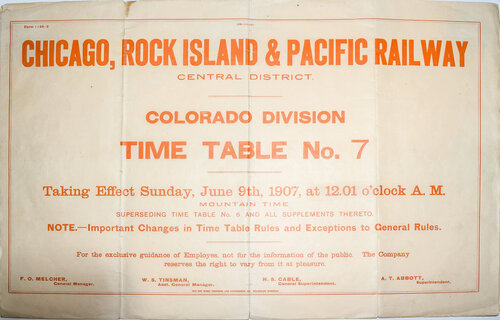 CHICAGO, ROCK ISLAND & PACIFIC RAILWAY
CENTRAL DISTRICT.
COLORADO DIVISION
TIME TABLE No. 7
Taking Effect Sunday, June 9th, 1907, at 12.01 o'clock A. M.
MOUNTAIN TIME
SUPERSEDING TIME TABLE No. 6 AND ALL SUPPLEMENTS THERETO.
NOTE.—Important Changes in Time Table Rules and Exceptions to General Rules.
For the exclusive guidance of Employes, not for the information of the public. The Company
reserves the right to vary from it at pleasure.
F. O. MELCHER,
General Manager.
W. S. TINSMAN,
Asst. General Manager.
H. S. CABLE,
General Superintendent.
A. T. ABBOTT,
Superintendent.